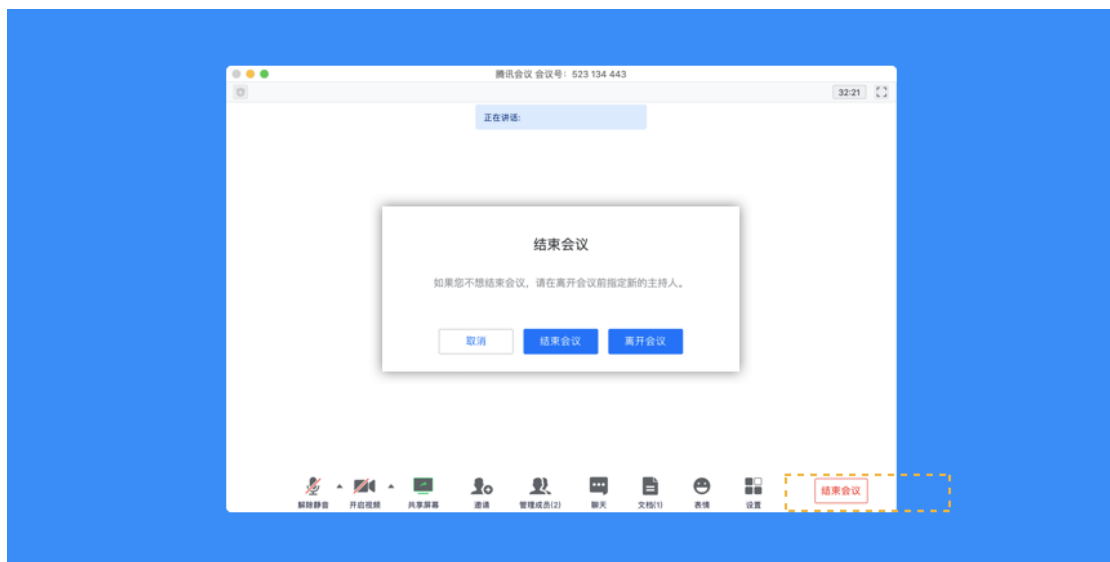 腾讯会议 会议号：523 134 443
32:21
正在讲话:
结束会议
如果您不想结束会议，请在离开会议前指定新的主持人。
取消 结束会议 离开会议
解除静音 开启视频 共享屏幕 邀请 管理成员(2) 聊天 文档(1) 表情 设置 结束会议